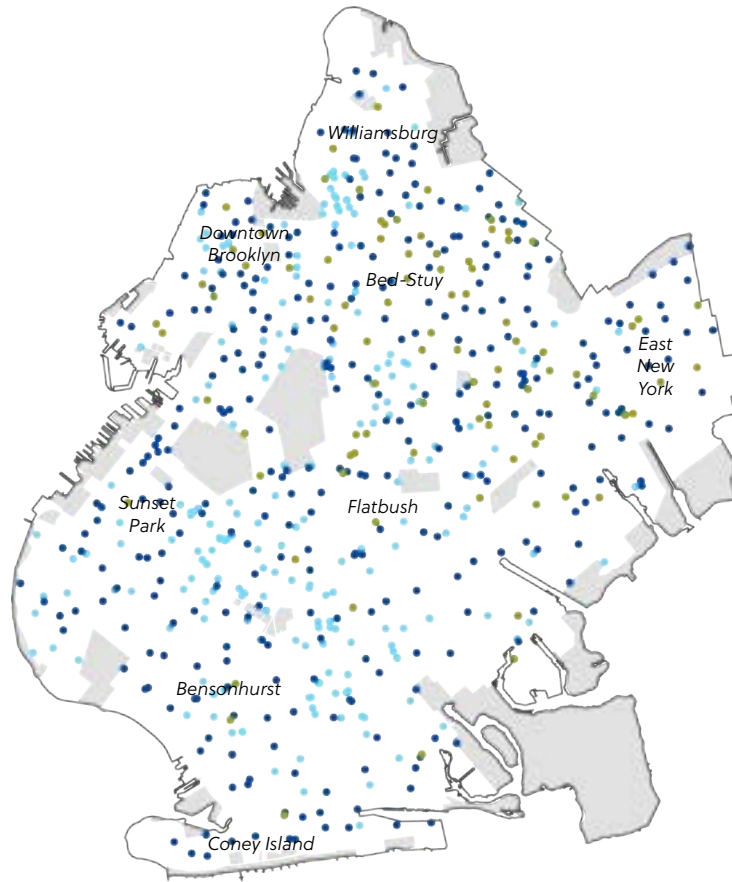 Williamsburg
Downtown
Brooklyn
Bed-Stuy
East
New
York
Sunset
Park
Flatbush
Bensonhurst
Coney Island